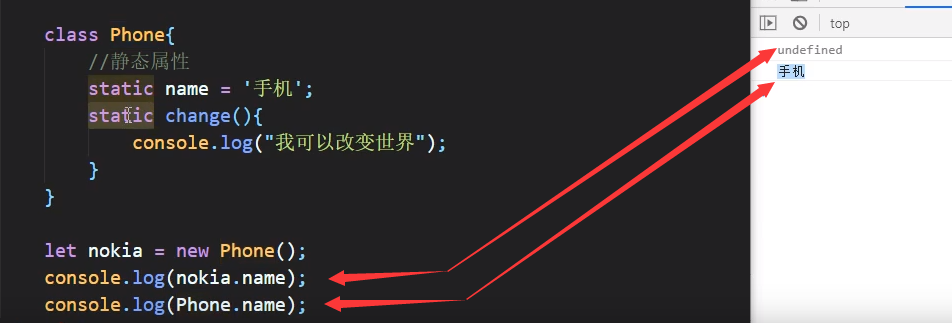 class Phone{
//静态属性
static name = '手机';
static change(){
console.log("我可以改变世界");
}
}
let nokia = new Phone();
console.log(nokia.name);
console.log(Phone.name);
top
undefined
手机